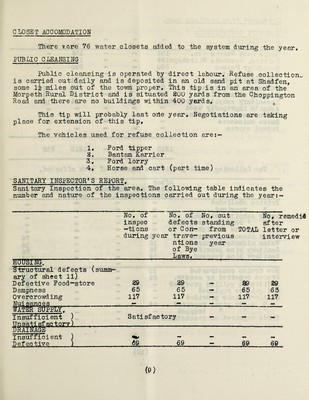 CLOSET ACCOMODATION
There were 76 water closets added to the system during the year.
PUBLIC CLEANSING
Public cleansing is operated by direct labour. Refuse collection
is carried out daily and is deposited in an old sand pit at Shadfen,
some 1½ miles out of the town proper. This tip is in an area of the
Morpeth Rural District and is situated 200 yards from the Choppington
Road and there are no buildings within 400 yards.
This tip will probably last one year. Negotiations are taking
place for extension of this tip.
The vehicles used for refuse collection are:-
1. Ford tipper
2. Bantam Karrier
3. Ford lorry
4. Horse and cart (part time)
SANITARY INSPECTOR'S REPORT.
Sanitary Inspection of the area. The following table indicates the
number and nature of the inspections carried out during the year:-
No. of No. of No. out No. remedied
inspec defects standing after
-tions or Con- from TOTAL letter or
during year trave- previous interview
ntions year
of Bye
Laws.
HOUSING.
Structural defects (summ-
ary of sheet 11)
Defective Food-store 29 29 - 29 29
Dampness 65 65 - 65 65
Overcrowding 117 117 - 117 117
Nuisances - - - - -
WATER SUPPLY.
Insufficient ) Satisfactory - - -
Unsatisfactory)
DRAINAGE
Insufficient ) - - - - -
Defective ) 69 69 - 69 69
(9)